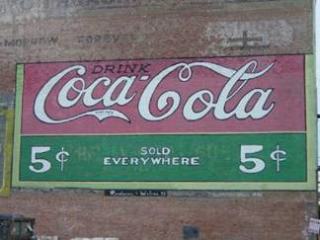 DRINK
Coca-Cola
5¢ SOLD EVERYWHERE 5¢